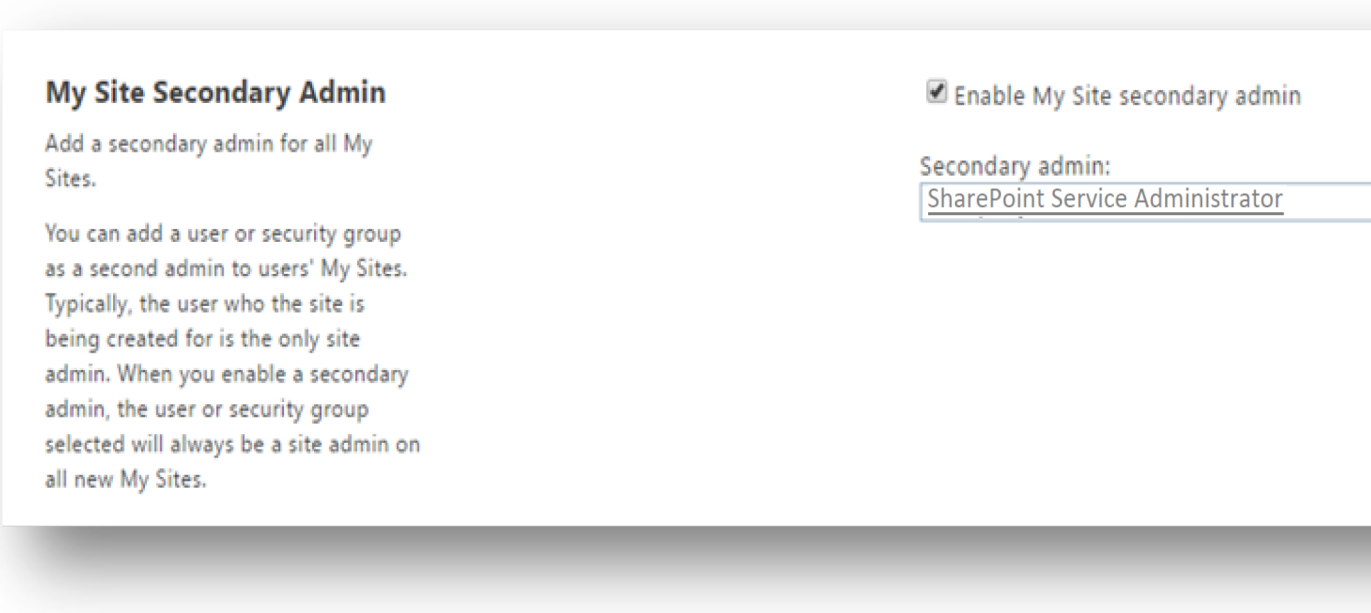 My Site Secondary Admin
Add a secondary admin for all My
Sites.
You can add a user or security group
as a second admin to users' My Sites.
Typically, the user who the site is
being created for is the only site
admin. When you enable a secondary
admin, the user or security group
selected will always be a site admin on
all new My Sites.
Enable My Site secondary admin
Secondary admin:
SharePoint Service Administrator